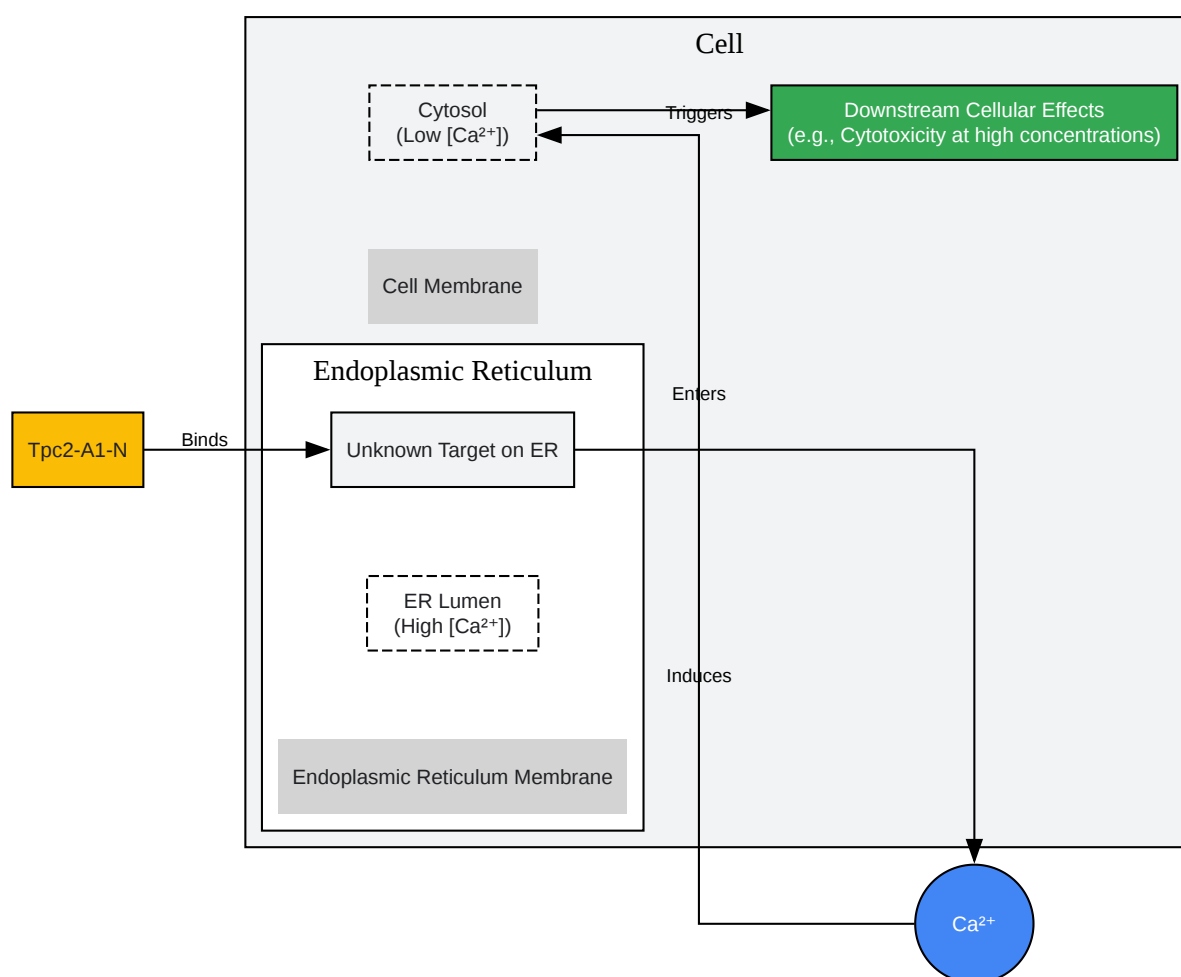 Cell
Cytosol
(Low [Ca²⁺])
Triggers
Downstream Cellular Effects
(e.g., Cytotoxicity at high concentrations)
Cell Membrane
Endoplasmic Reticulum
Enters
Tpc2-A1-N
Binds
Unknown Target on ER
ER Lumen
(High [Ca²⁺])
Induces
Endoplasmic Reticulum Membrane
Ca²⁺